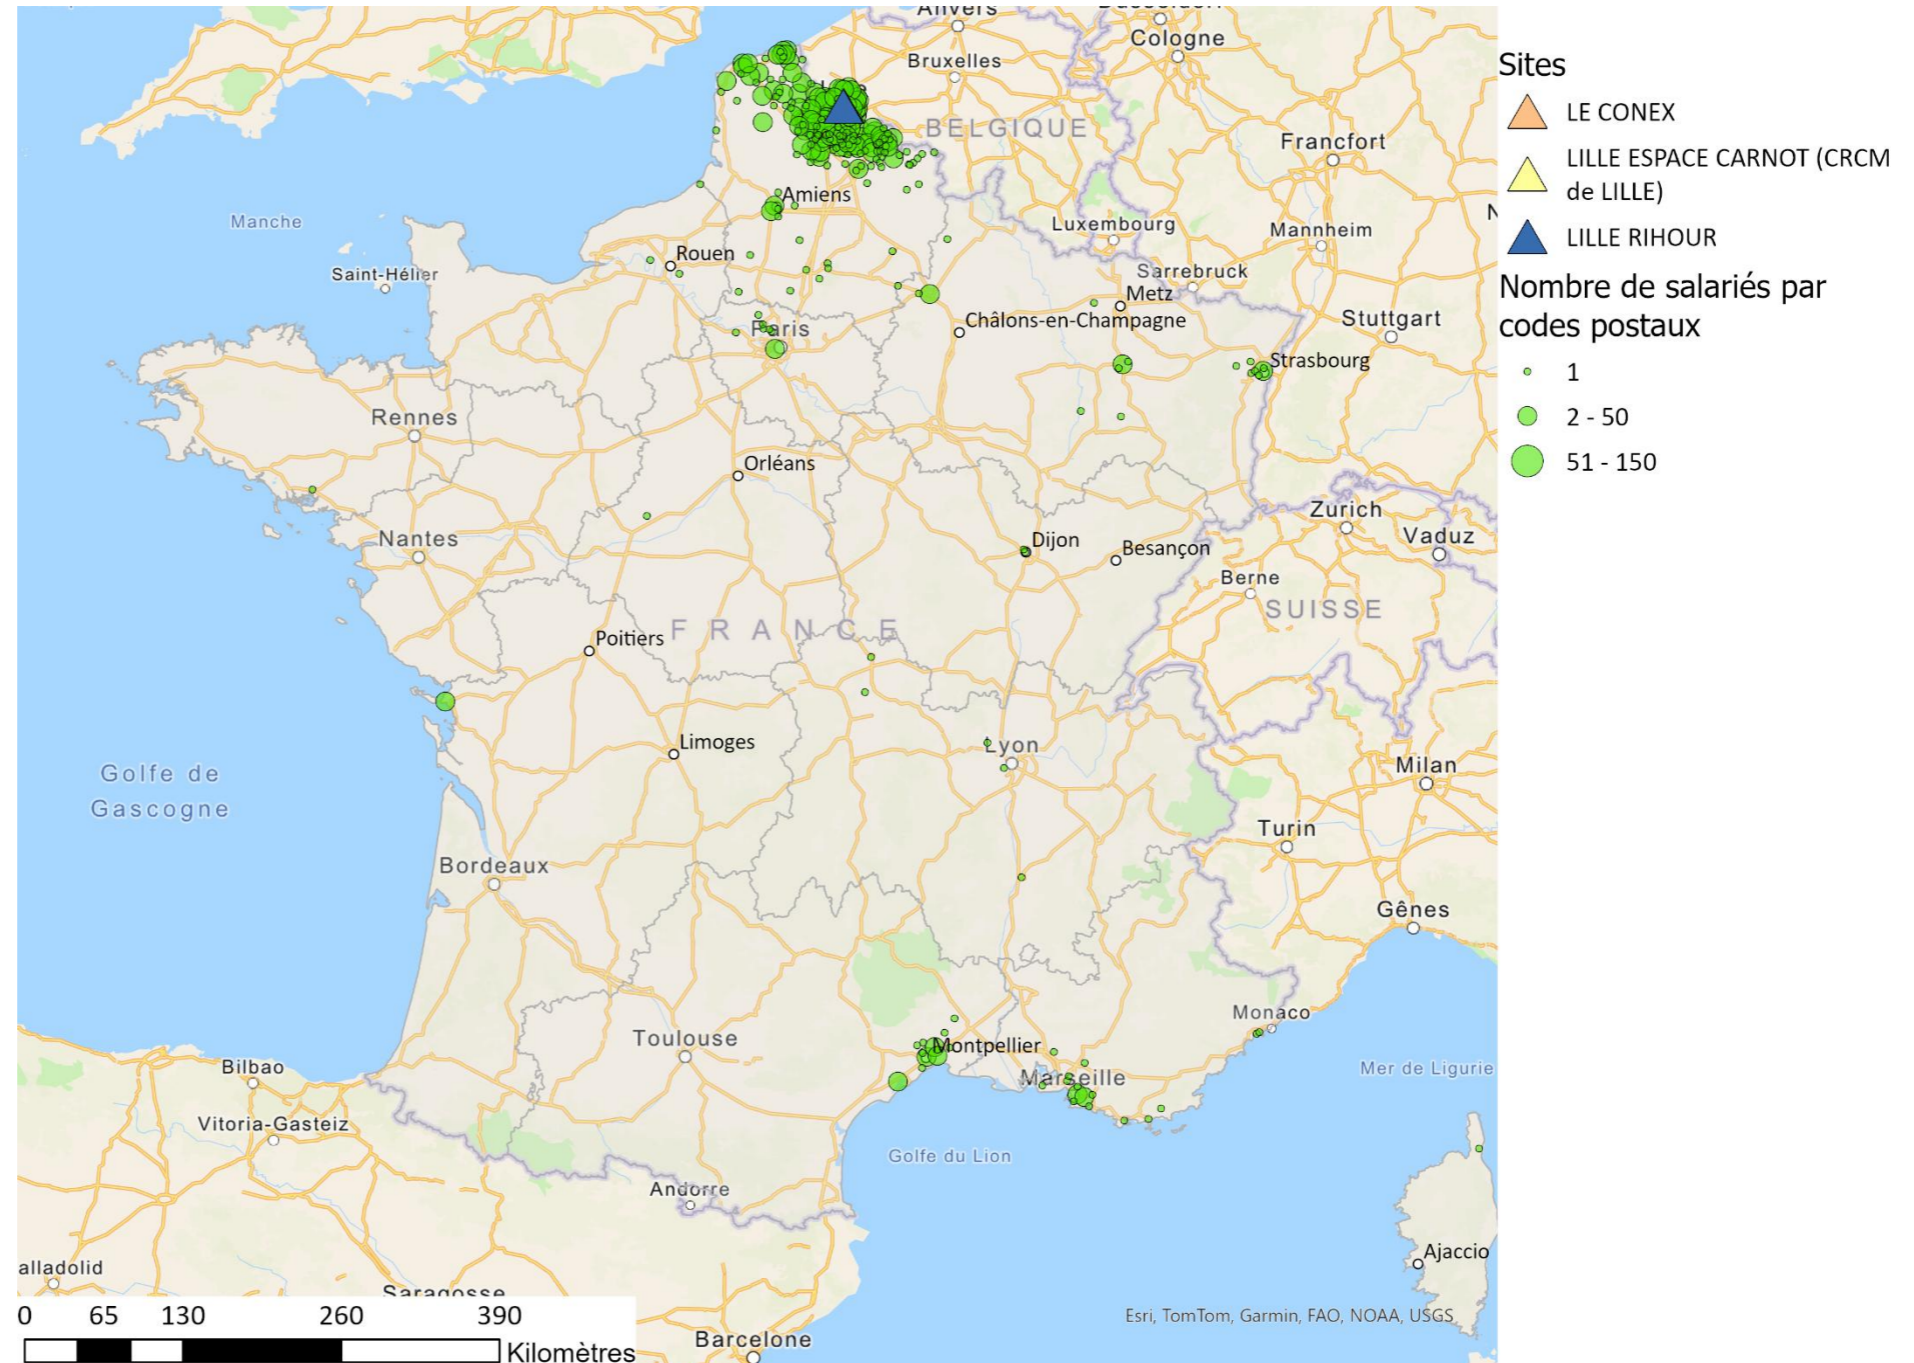 Anvers
Cologne
Bruxelles
BELGIQUE
Francfort
Amiens
Manche
Luxembourg
Mannheim
Rouen
Saint-Hélier
Sarrebruck
Metz
Châlons-en-Champagne
Stuttgart
Paris
Strasbourg
Rennes
Orléans
Zurich
Nantes
Dijon
Besançon
Vaduz
Berne
SUISSE
Poitiers
FRANCE
Limoges
Lyon
Golfe de
Gascogne
Milan
Turin
Bordeaux
Gênes
Monaco
Toulouse
Montpellier
Bilbao
Marseille
Mer de Ligurie
Vitoria-Gasteiz
Golfe du Lion
Andorre
Ajaccio
alladolid
Saragosse
Barcelone
0 65 130 260 390
Kilomètres
Esri, TomTom, Garmin, FAO, NOAA, USGS
Sites
LE CONEX
LILLE ESPACE CARNOT (CRCM
de LILLE)
LILLE RIHOUR
Nombre de salariés par
codes postaux
1
2 - 50
51 - 150